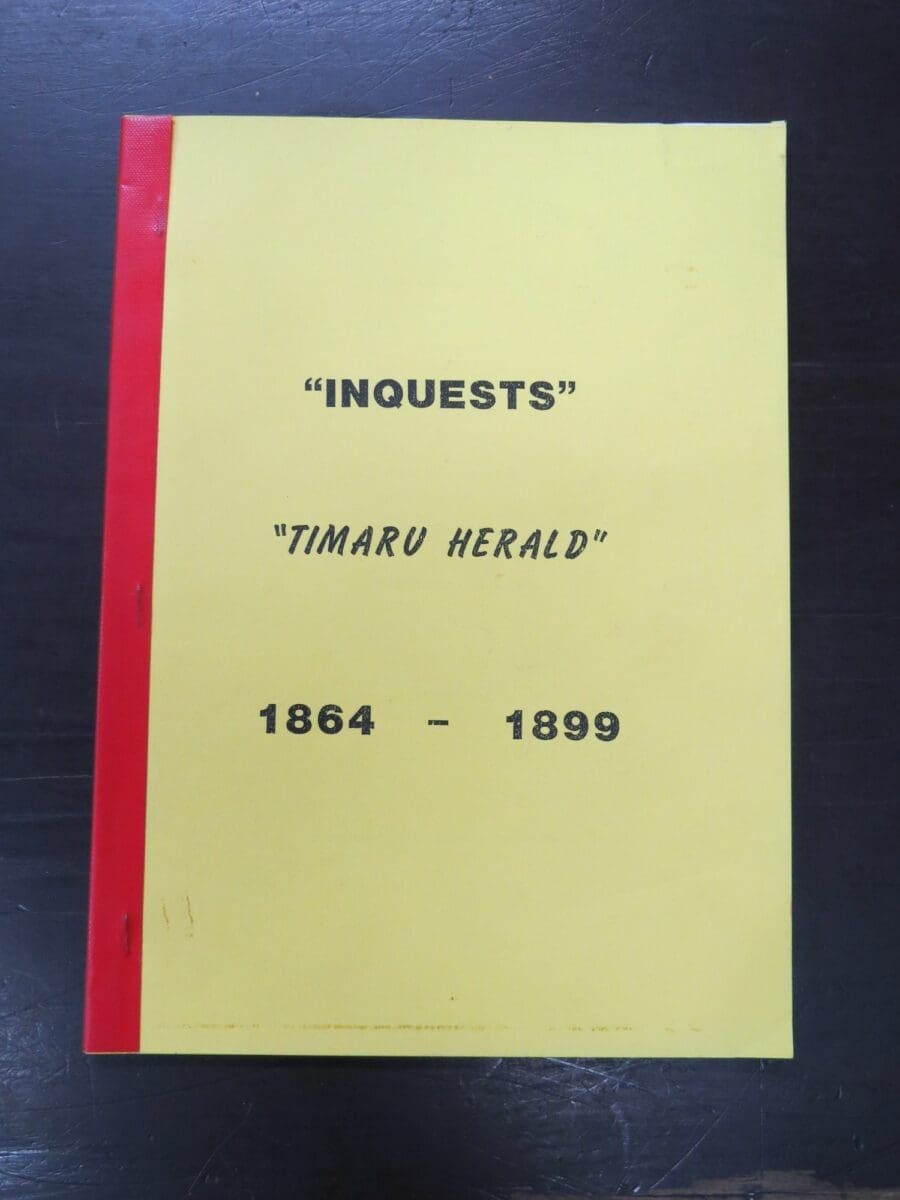 “INQUESTS”
“TIMARU HERALD”
1864 - 1899